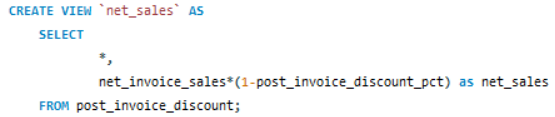 CREATE VIEW `net_sales` AS
SELECT
*,
net_invoice_sales*(1-post_invoice_discount_pct) as net_sales
FROM post_invoice_discount;